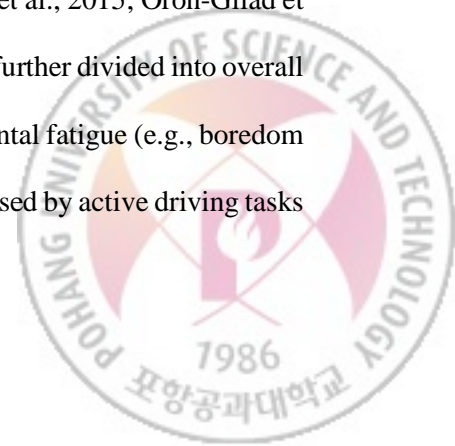 et al., 2015; Oron-Gilad et
further divided into overall
ntal fatigue (e.g., boredom
sed by active driving tasks
POHANG UNIVERSITY OF SCIENCE AND TECHNOLOGY
1986
포항공과대학교